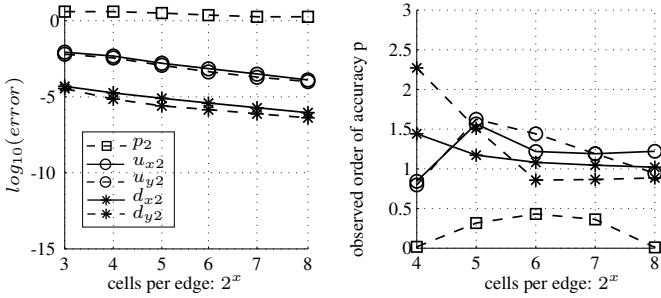 log10(error)
0
-5
-10
-15
p2
ux2
uy2
dx2
dy2
3 4 5 6 7 8
cells per edge: 2^x
observed order of accuracy p
3
2.5
2
1.5
1
0.5
0
4 5 6 7 8
cells per edge: 2^x